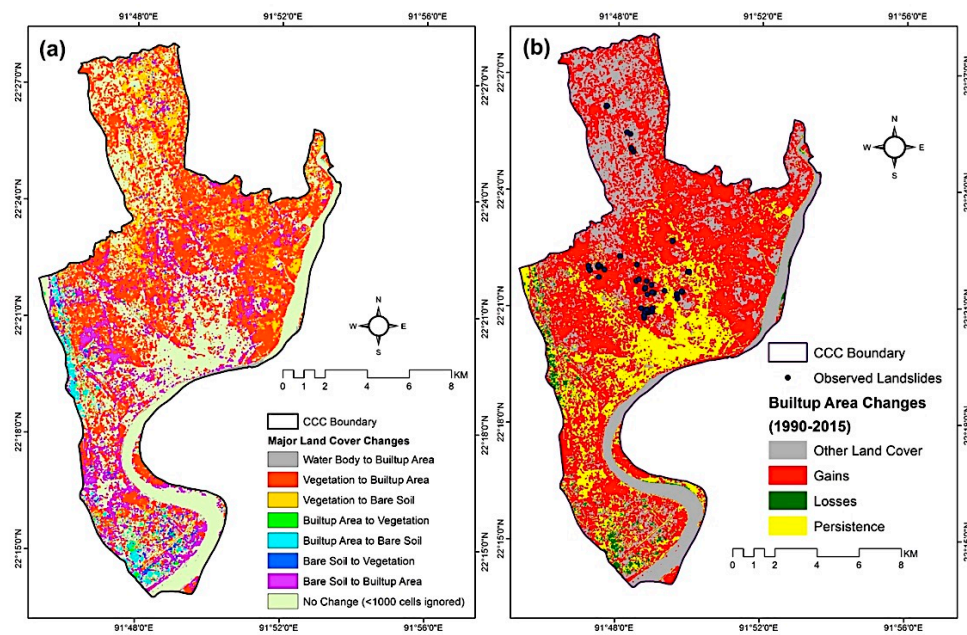 91°48'0"E 91°52'0"E 91°56'0"E
(a)
22°27'0"N
22°24'0"N
22°21'0"N
22°18'0"N
22°15'0"N
N
W E
S
0 1 2 4 6 8
KM
CCC Boundary
Major Land Cover Changes
Water Body to Builtup Area
Vegetation to Builtup Area
Vegetation to Bare Soil
Builtup Area to Vegetation
Builtup Area to Bare Soil
Bare Soil to Vegetation
Bare Soil to Builtup Area
No Change (<1000 cells ignored)
91°48'0"E 91°52'0"E 91°56'0"E
91°48'0"E 91°52'0"E 91°56'0"E
(b)
22°27'0"N
22°24'0"N
22°21'0"N
22°18'0"N
22°15'0"N
N
W E
S
CCC Boundary
Observed Landslides
Builtup Area Changes
(1990-2015)
Other Land Cover
Gains
Losses
Persistence
KM
0 1 2 4 6 8
91°48'0"E 91°52'0"E 91°56'0"E